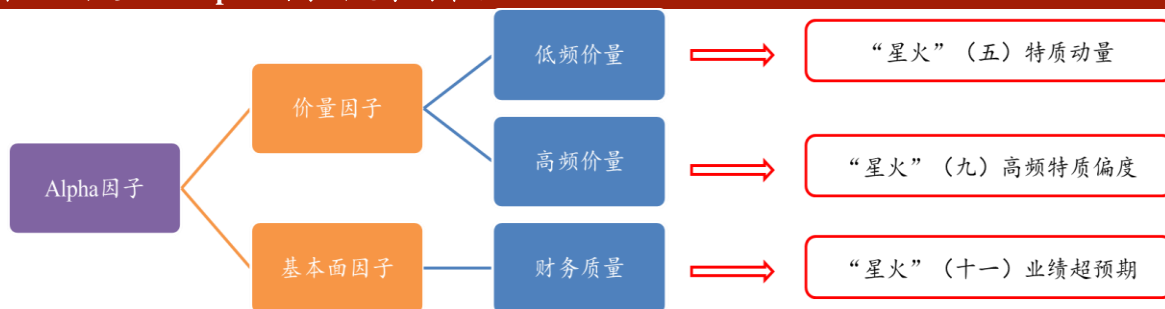 低频价量
“星火”（五）特质动量
价量因子
高频价量
“星火”（九）高频特质偏度
Alpha因子
基本面因子
财务质量
“星火”（十一）业绩超预期